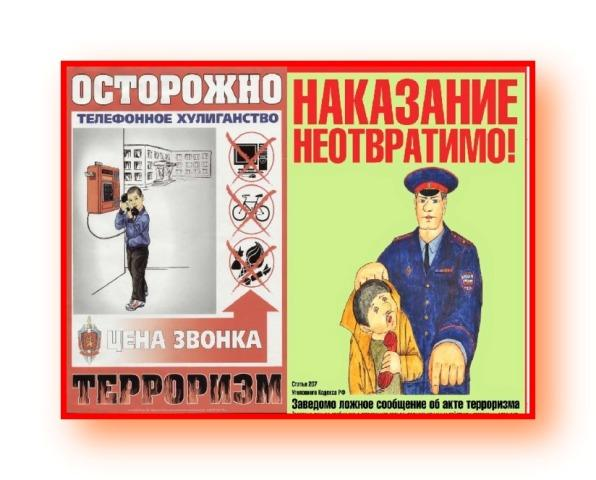 ОСТОРОЖНО
ТЕЛЕФОННОЕ ХУЛИГАНСТВО
ЦЕНА ЗВОНКА
ТЕРРОРИЗМ
НАКАЗАНИЕ
НЕОТВРАТИМО!
Статья 207
Уголовного Кодекса РФ
Заведомо ложное сообщение об акте терроризма